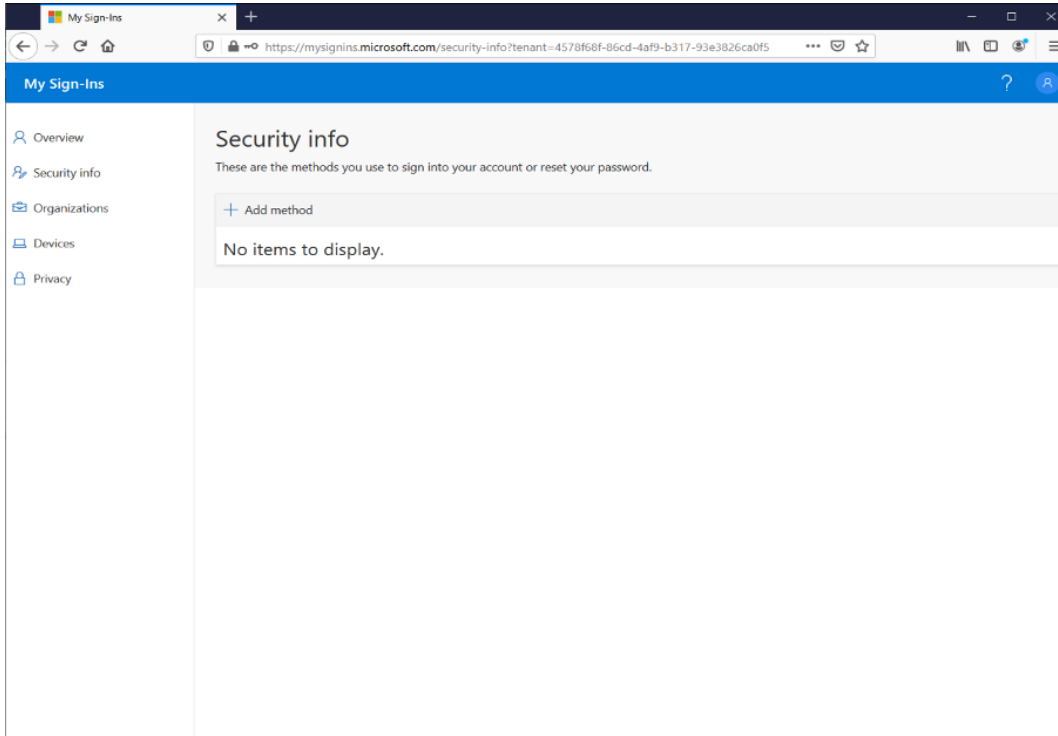 My Sign-Ins
https://mysignins.microsoft.com/security-info?tenant=4578f68f-86cd-4af9-b317-93e3826ca0f5
My Sign-Ins
?
A
Overview
Security info
Organizations
Devices
Privacy
Security info
These are the methods you use to sign into your account or reset your password.
+ Add method
No items to display.